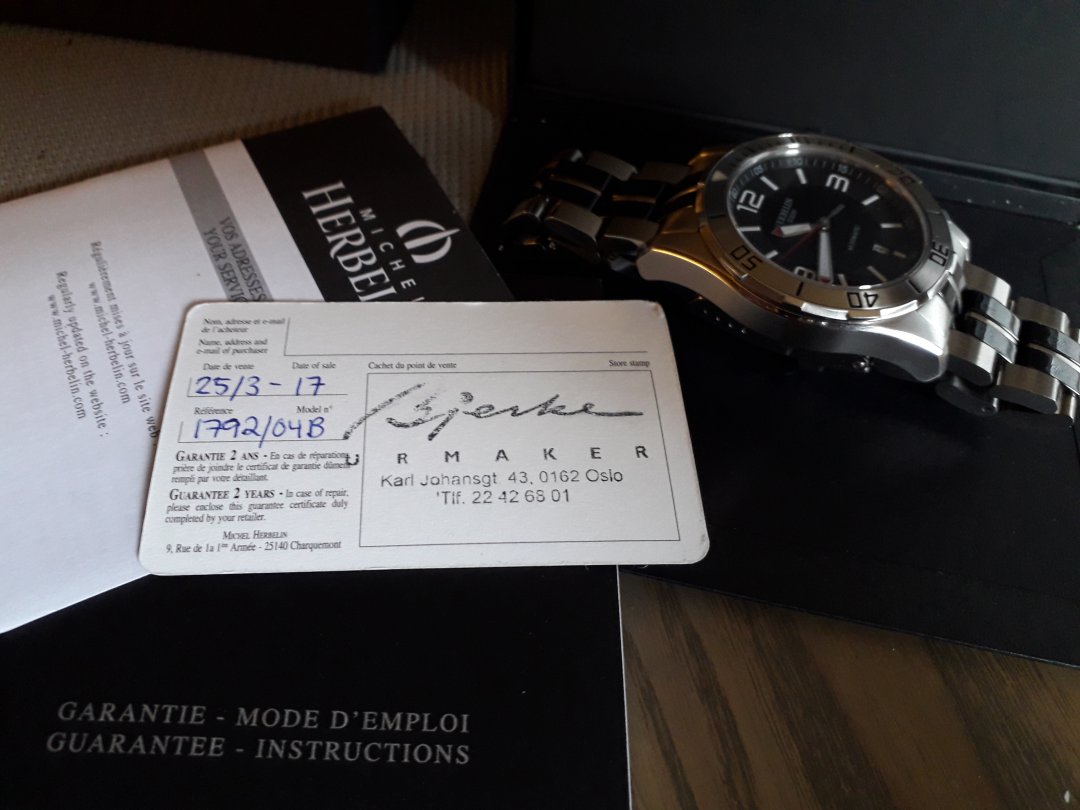 MICHEL
HERBELIN
VOS ADRESSES
YOUR SERVIC
Régulièrement mises à jour sur le site web
www.michel-herbelin.com
Regularly updated on the website :
www.michel-herbelin.com
Nom, adresse et e-mail
de l'acheteur
Name, address and
e-mail of purchaser
Date de vente Date of sale
25/3-17
Référence Model n°
1792/04B
GARANTIE 2 ANS - En cas de réparation,
prière de joindre le certificat de garantie dûment
rempli par votre détaillant.
GUARANTEE 2 YEARS - In case of repair,
please enclose this guarantee certificate duly
completed by your retailer.
MICHEL HERBELIN
9, Rue de la 1ère Armée - 25140 Charquemont
Cachet du point de vente Store stamp
Bjerke
URMAKER
Karl Johansgt. 43, 0162 Oslo
Tlf. 22 42 68 01
12
3
50
40
30
GARANTIE - MODE D'EMPLOI
GUARANTEE - INSTRUCTIONS